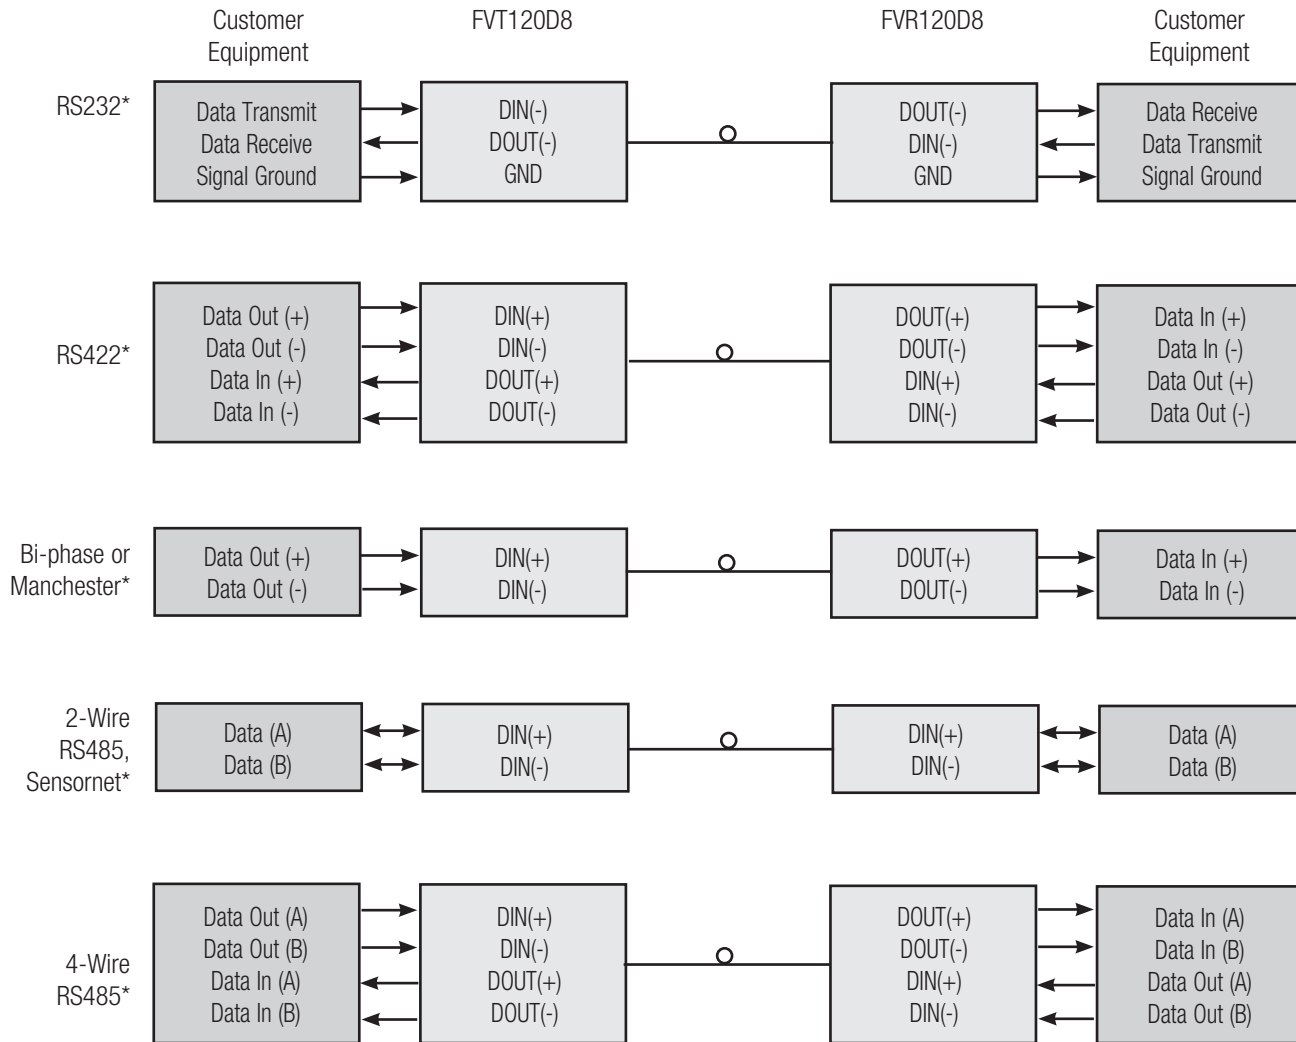 Customer
Equipment
FVT120D8
FVR120D8
Customer
Equipment
RS232*
Data Transmit
Data Receive
Signal Ground
DIN(-)
DOUT(-)
GND
DOUT(-)
DIN(-)
GND
Data Receive
Data Transmit
Signal Ground
RS422*
Data Out (+)
Data Out (-)
Data In (+)
Data In (-)
DIN(+)
DIN(-)
DOUT(+)
DOUT(-)
DOUT(+)
DOUT(-)
DIN(+)
DIN(-)
Data In (+)
Data In (-)
Data Out (+)
Data Out (-)
Bi-phase or
Manchester*
Data Out (+)
Data Out (-)
DIN(+)
DIN(-)
DOUT(+)
DOUT(-)
Data In (+)
Data In (-)
2-Wire
RS485,
Sensornet*
Data (A)
Data (B)
DIN(+)
DIN(-)
DIN(+)
DIN(-)
Data (A)
Data (B)
4-Wire
RS485*
Data Out (A)
Data Out (B)
Data In (A)
Data In (B)
DIN(+)
DIN(-)
DOUT(+)
DOUT(-)
DOUT(+)
DOUT(-)
DIN(+)
DIN(-)
Data In (A)
Data In (B)
Data Out (A)
Data Out (B)